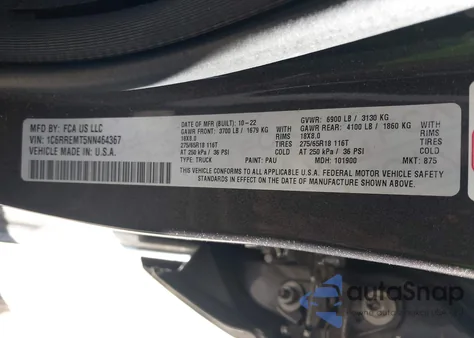 MFD BY: FCA US LLC
VIN: 1C6RREMT5NN464367
VEHICLE MADE IN: U.S.A.
DATE OF MFR (BUILT): 10-22
GVWR: 6900 LB / 3130 KG
GAWR FRONT: 3700 LB / 1679 KG WITH
GAWR REAR: 4100 LB / 1860 KG WITH
18X8.0 RIMS
18X8.0 RIMS
275/65R18 116T TIRES
275/65R18 116T TIRES
AT 250 kPa / 36 PSI COLD
AT 250 kPa / 36 PSI COLD
TYPE: TRUCK PAINT: PAU MDH: 101900 MKT: 875
THIS VEHICLE CONFORMS TO ALL APPLICABLE U.S.A. FEDERAL MOTOR VEHICLE SAFETY
STANDARDS IN EFFECT ON THE DATE OF MANUFACTURE SHOWN ABOVE.
autoSnap